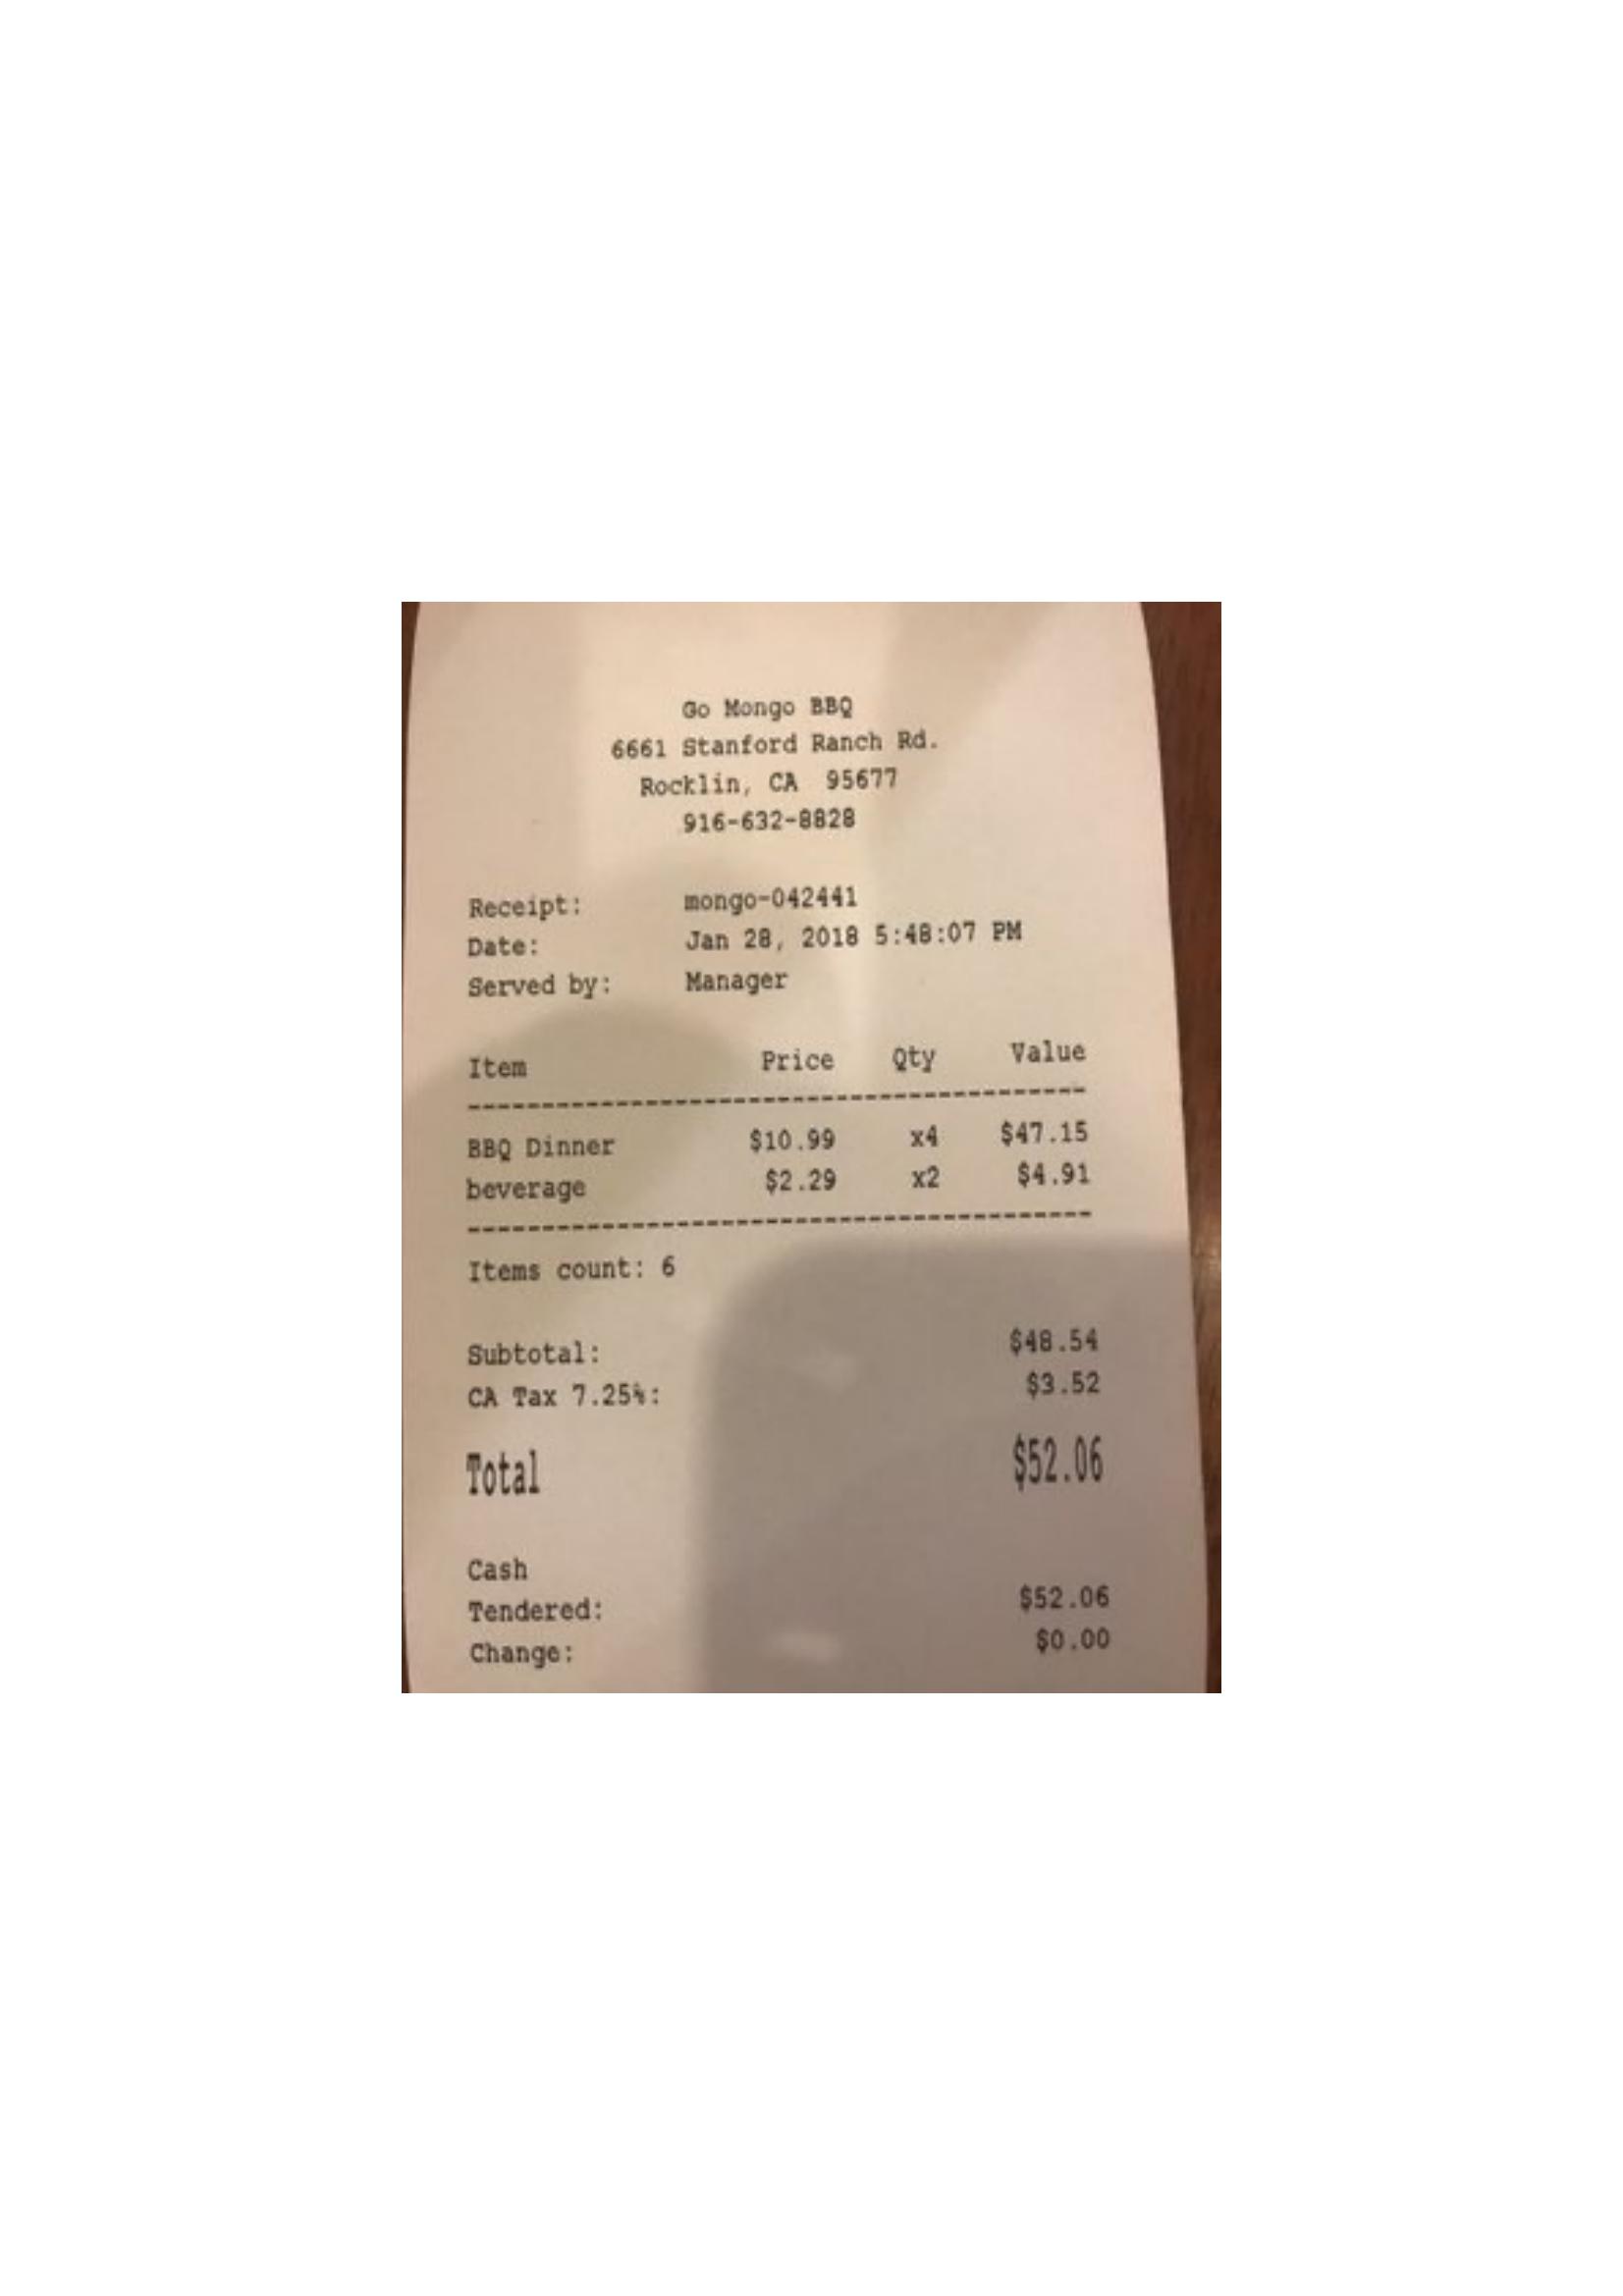 Go Mongo BBQ
6661 Stanford Ranch Rd.
Rocklin, CA 95677
916-632-8828
Receipt: mongo-042441
Date: Jan 28, 2018 5:48:07 PM
Served by: Manager
Item Price Qty Value
------------------------------------------
BBQ Dinner $10.99 x4 $47.15
beverage $2.29 x2 $4.91
------------------------------------------
Items count: 6
Subtotal: $48.54
CA Tax 7.25%: $3.52
Total $52.06
Cash
Tendered: $52.06
Change: $0.00